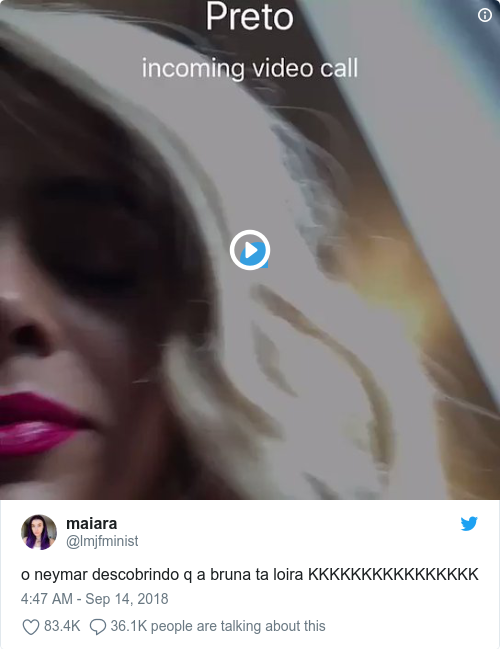 Preto
incoming video call
maiara
@lmjfminist
o neymar descobrindo q a bruna ta loira KKKKKKKKKKKKKKKK
4:47 AM - Sep 14, 2018
83.4K 36.1K people are talking about this